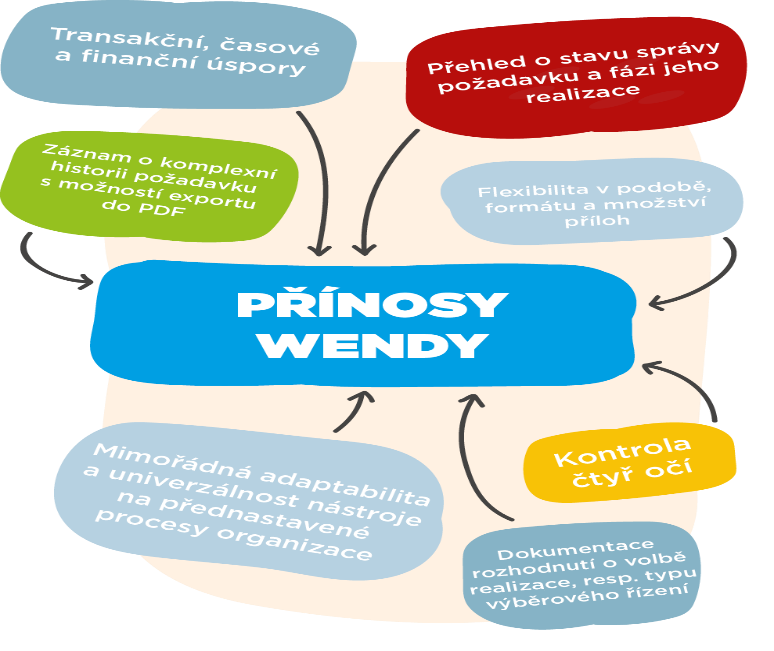 Transakční, časové
a finanční úspory
Přehled o stavu správy
požadavku a fázi jeho
realizace
Záznam o komplexní
historii požadavku
s možností exportu
do PDF
Flexibilita v podobě,
formátu a množství
příloh
PŘÍNOSY
WENDY
Mimořádná adaptabilita
a univerzálnost nástroje
na přednastavené
procesy organizace
Kontrola
čtyř očí
Dokumentace
rozhodnutí o volbě
realizace, resp. typu
výběrového řízení